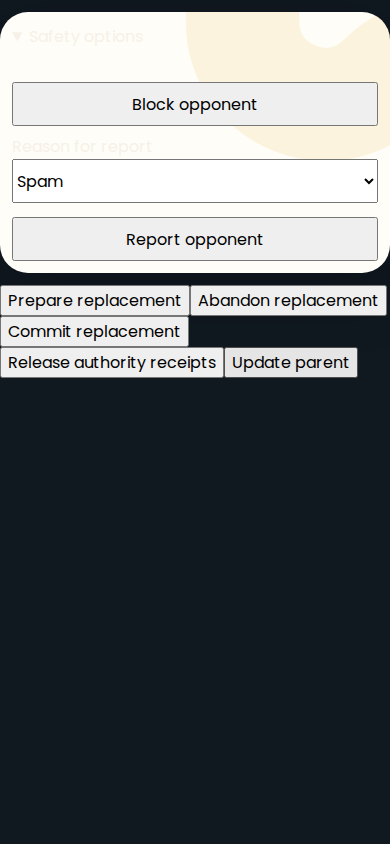 Safety options
Block opponent
Reason for report
Spam
Report opponent
Prepare replacement Abandon replacement
Commit replacement
Release authority receipts Update parent